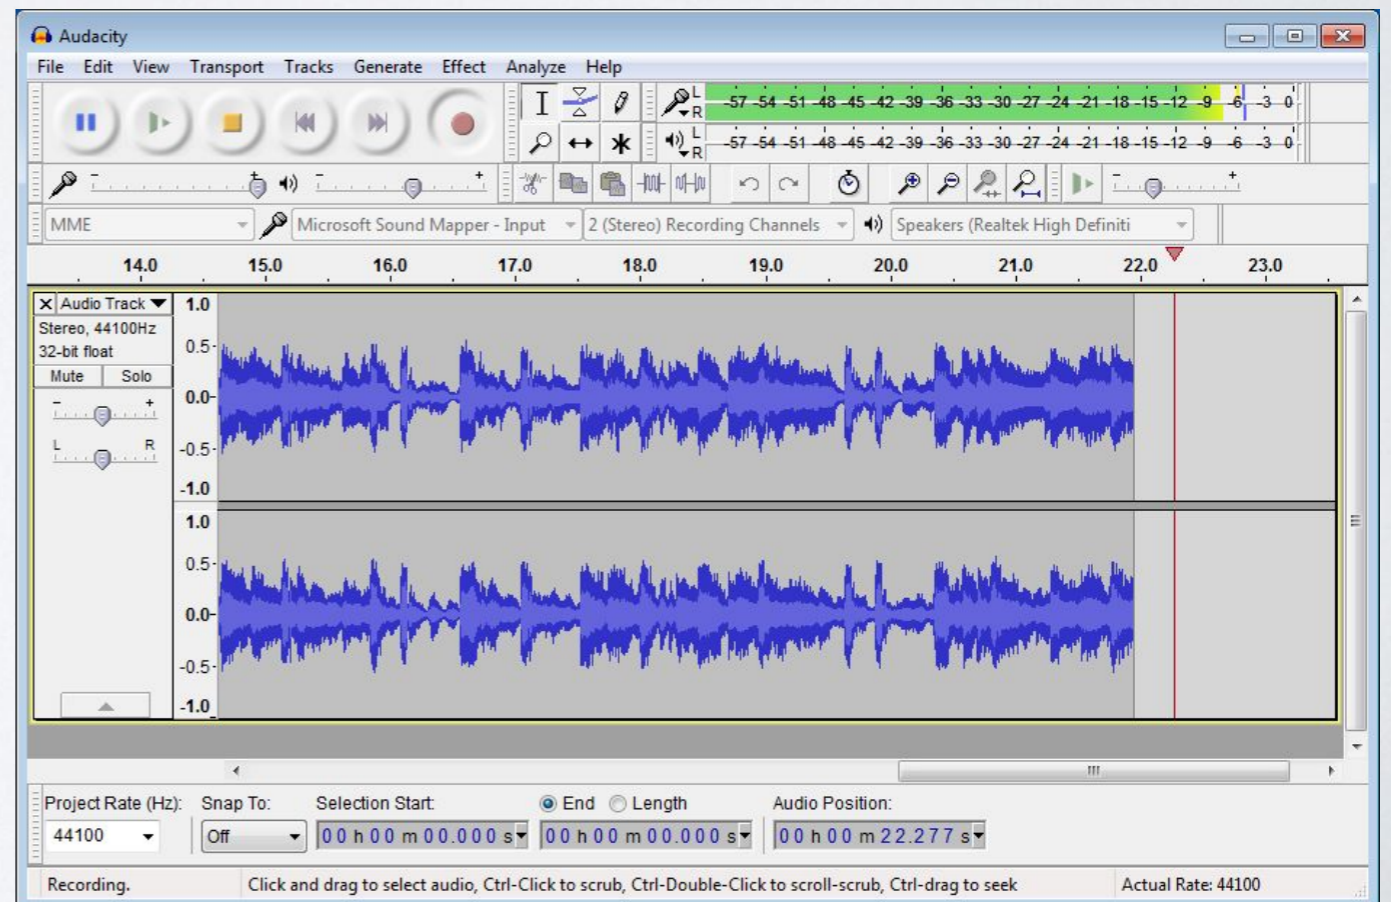 Audacity
File Edit View Transport Tracks Generate Effect Analyze Help
L
R
-57 -54 -51 -48 -45 -42 -39 -36 -33 -30 -27 -24 -21 -18 -15 -12 -9 -6 -3 0
L
R
-57 -54 -51 -48 -45 -42 -39 -36 -33 -30 -27 -24 -21 -18 -15 -12 -9 -6 -3 0
- + - +
- +
MME Microsoft Sound Mapper - Input 2 (Stereo) Recording Channels Speakers (Realtek High Definiti
14.0 15.0 16.0 17.0 18.0 19.0 20.0 21.0 22.0 23.0
X Audio Track 1.0
Stereo, 44100Hz
32-bit float 0.5-
Mute Solo
- + 0.0-
L R -0.5-
-1.0
1.0
0.5-
0.0-
-0.5-
-1.0
Project Rate (Hz): Snap To: Selection Start: End Length Audio Position:
44100 Off 00 h 00 m 00.000 s 00 h 00 m 00.000 s 00 h 00 m 22.277 s
Recording. Click and drag to select audio, Ctrl-Click to scrub, Ctrl-Double-Click to scroll-scrub, Ctrl-drag to seek Actual Rate: 44100